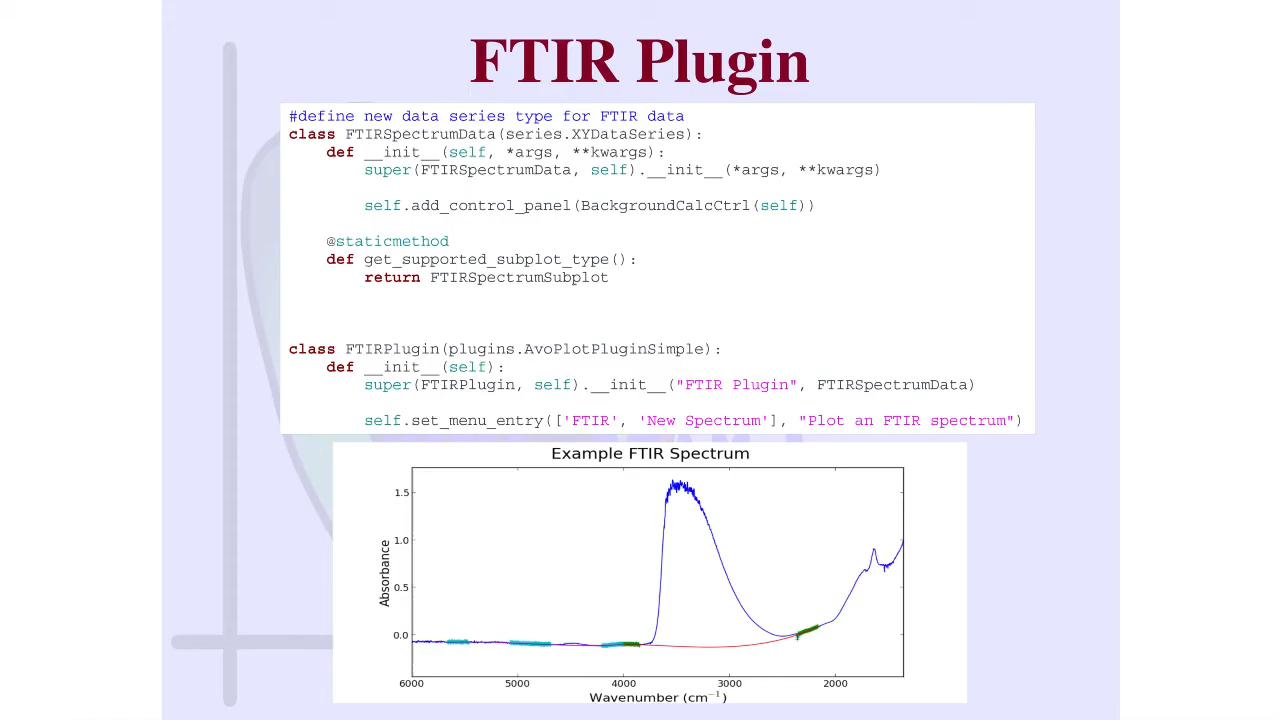 FTIR Plugin
#define new data series type for FTIR data
class FTIRSpectrumData(series.XYDataSeries):
    def __init__(self, *args, **kwargs):
        super(FTIRSpectrumData, self).__init__(*args, **kwargs)
        self.add_control_panel(BackgroundCalcCtrl(self))
    @staticmethod
    def get_supported_subplot_type():
        return FTIRSpectrumSubplot
class FTIRPlugin(plugins.AvoPlotPluginSimple):
    def __init__(self):
        super(FTIRPlugin, self).__init__("FTIR Plugin", FTIRSpectrumData)
        self.set_menu_entry(['FTIR', 'New Spectrum'], "Plot an FTIR spectrum")
Example FTIR Spectrum
1.5
1.0
0.5
0.0
Absorbance
6000 5000 4000 3000 2000
Wavenumber (cm⁻¹)